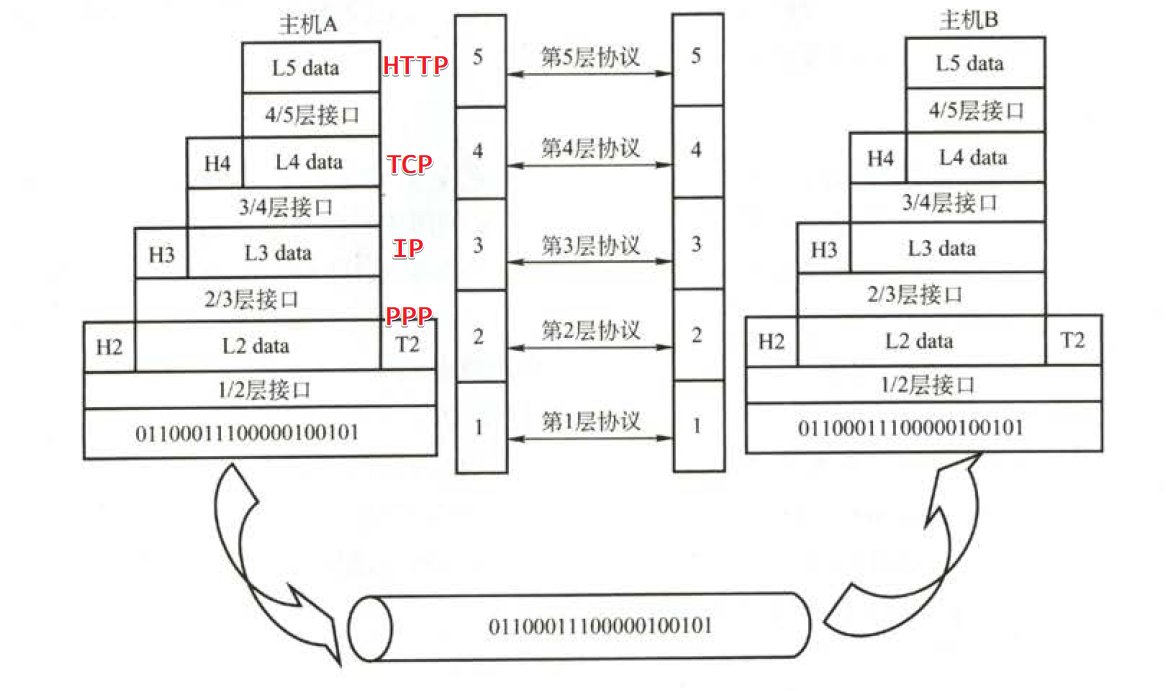 主机A
主机B
L5 data
HTTP
5
第5层协议
5
L5 data
4/5层接口
4/5层接口
H4
L4 data
TCP
4
第4层协议
4
H4
L4 data
3/4层接口
3/4层接口
H3
L3 data
IP
3
第3层协议
3
H3
L3 data
2/3层接口
2/3层接口
PPP
H2
L2 data
T2
2
第2层协议
2
H2
L2 data
T2
1/2层接口
1/2层接口
011000111100000100101
1
第1层协议
1
011000111100000100101
011000111100000100101